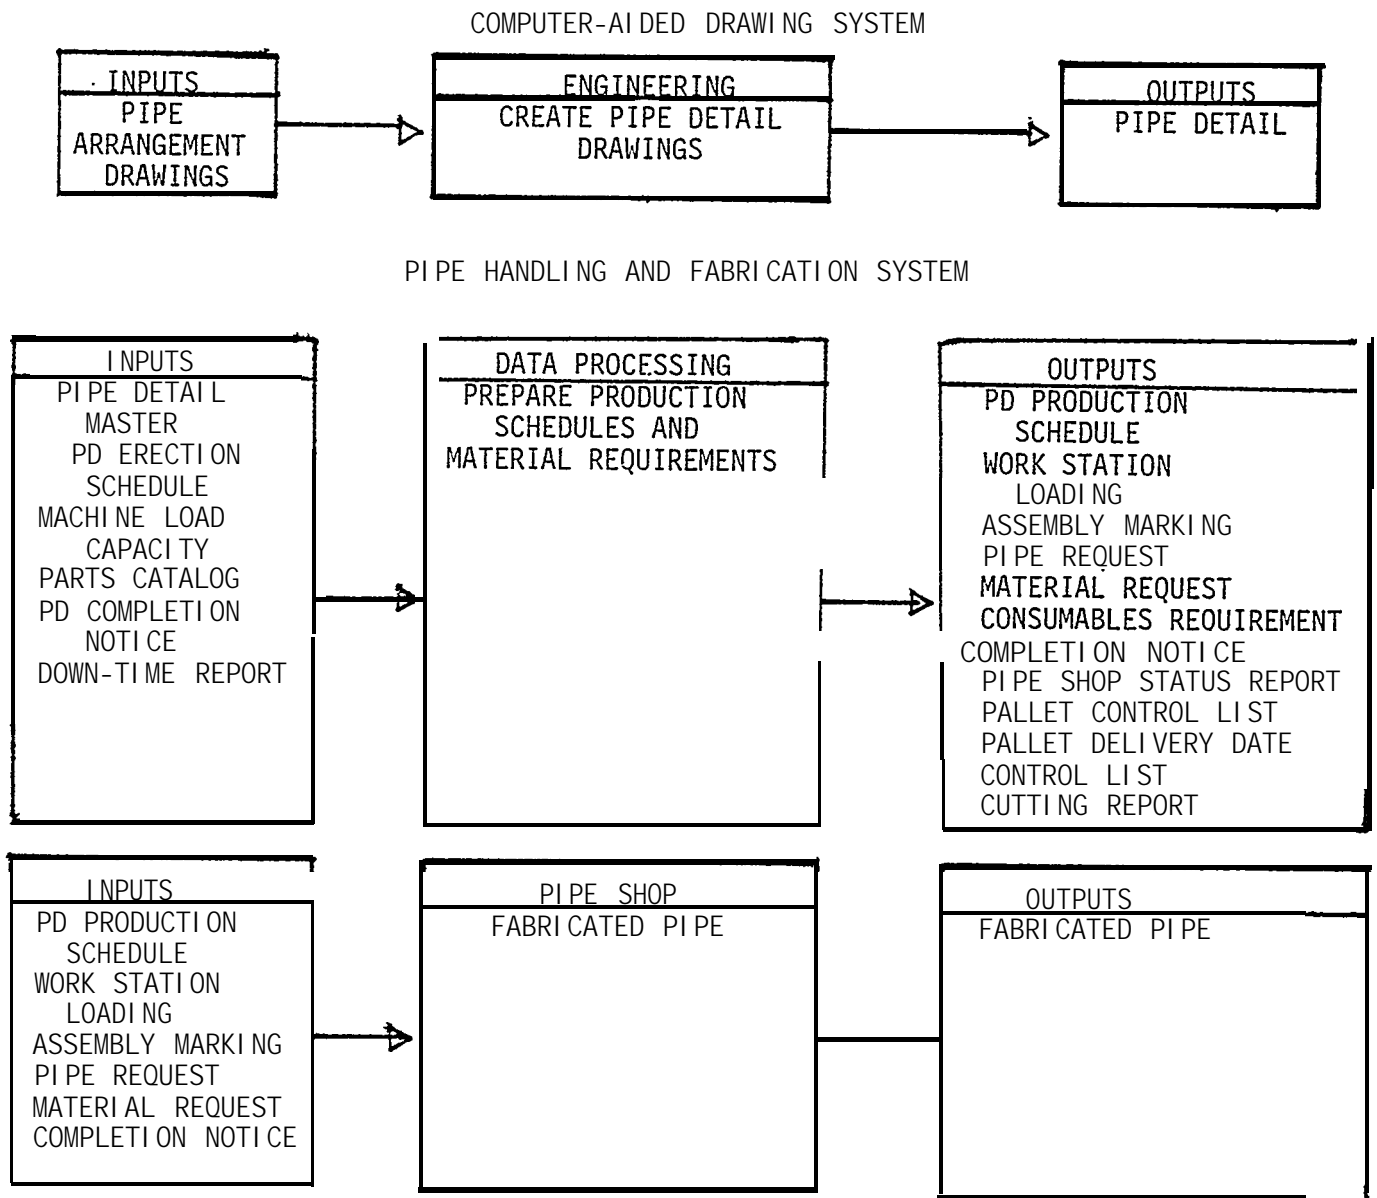 COMPUTER-AIDED DRAWING SYSTEM
INPUTS
PIPE
ARRANGEMENT
DRAWINGS
ENGINEERING
CREATE PIPE DETAIL
DRAWINGS
OUTPUTS
PIPE DETAIL
PIPE HANDLING AND FABRICATION SYSTEM
INPUTS
PIPE DETAIL
MASTER
PD ERECTION
SCHEDULE
MACHINE LOAD
CAPACITY
PARTS CATALOG
PD COMPLETION
NOTICE
DOWN-TIME REPORT
DATA PROCESSING
PREPARE PRODUCTION
SCHEDULES AND
MATERIAL REQUIREMENTS
OUTPUTS
PD PRODUCTION
SCHEDULE
WORK STATION
LOADING
ASSEMBLY MARKING
PIPE REQUEST
MATERIAL REQUEST
CONSUMABLES REOUIREMENT
COMPLETION NOTICE
PIPE SHOP STATUS REPORT
PALLET CONTROL LIST
PALLET DELIVERY DATE
CONTROL LIST
CUTTING REPORT
INPUTS
PD PRODUCTION
SCHEDULE
WORK STATION
LOADING
ASSEMBLY MARKING
PIPE REQUEST
MATERIAL REQUEST
COMPLETION NOTICE
PIPE SHOP
FABRICATED PIPE
OUTPUTS
FABRICATED PIPE